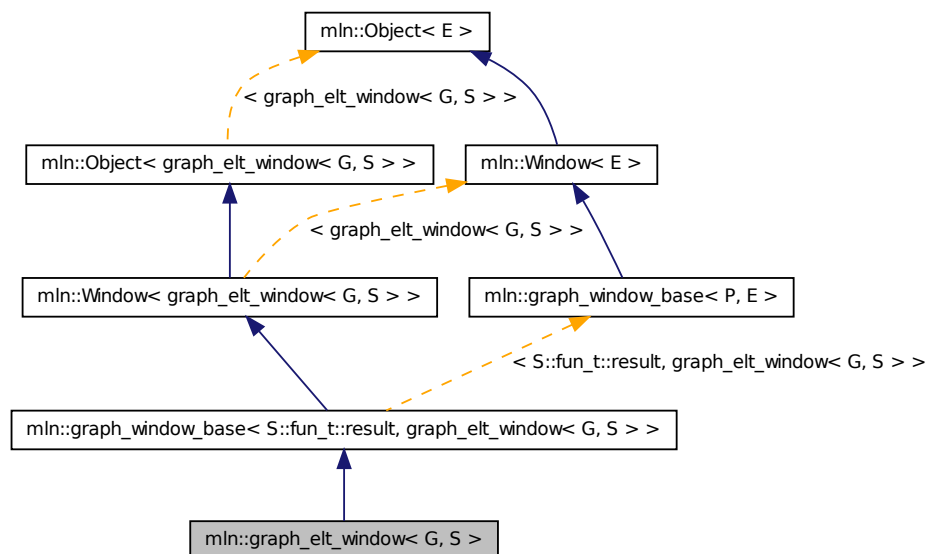 mln::Object< E >
< graph_elt_window< G, S > >
mln::Object< graph_elt_window< G, S > >
mln::Window< E >
< graph_elt_window< G, S > >
mln::Window< graph_elt_window< G, S > >
mln::graph_window_base< P, E >
< S::fun_t::result, graph_elt_window< G, S > >
mln::graph_window_base< S::fun_t::result, graph_elt_window< G, S > >
mln::graph_elt_window< G, S >